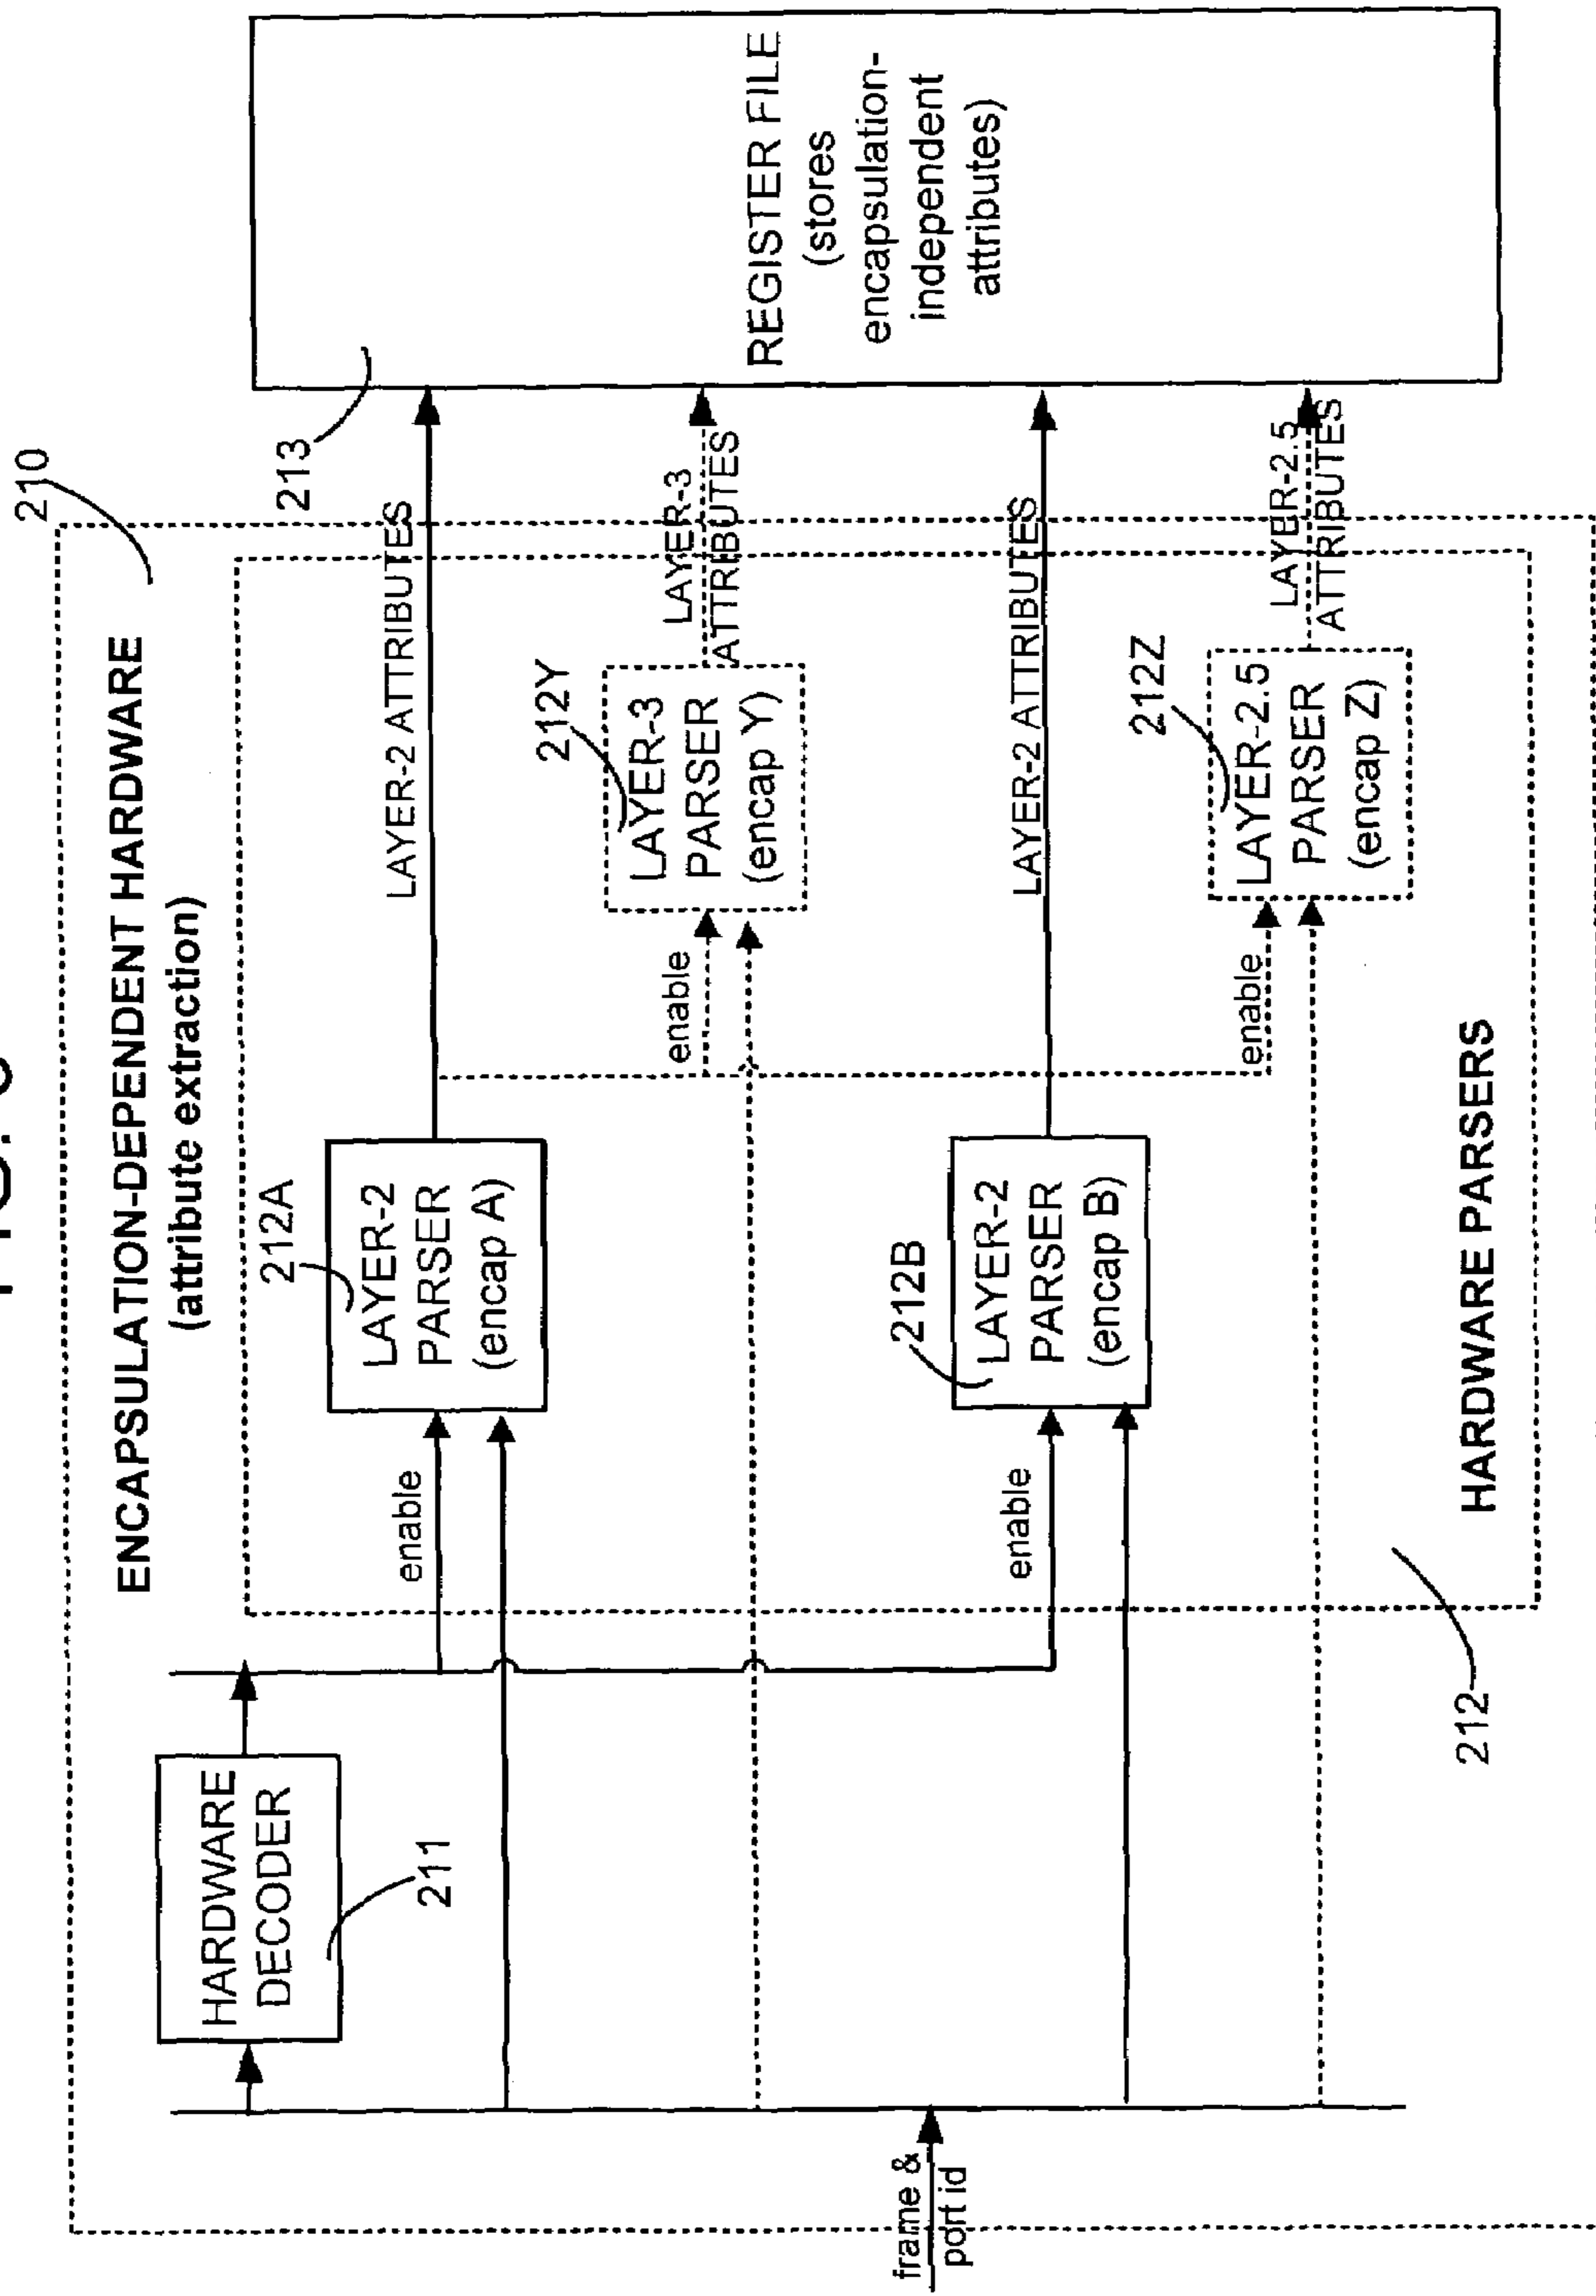 210
ENCAPSULATION-DEPENDENT HARDWARE
(attribute extraction)
HARDWARE
DECODER
211
212A
LAYER-2
PARSER
(encap A)
enable
LAYER-2 ATTRIBUTES
213
REGISTER FILE
(stores
encapsulation-
independent
attributes)
212Y
LAYER-3
PARSER
(encap Y)
enable
LAYER-3
ATTRIBUTES
frame &
port id
212B
LAYER-2
PARSER
(encap B)
enable
LAYER-2 ATTRIBUTES
212Z
LAYER-2.5
PARSER
(encap Z)
enable
LAYER-2.5
ATTRIBUTES
212
HARDWARE PARSERS